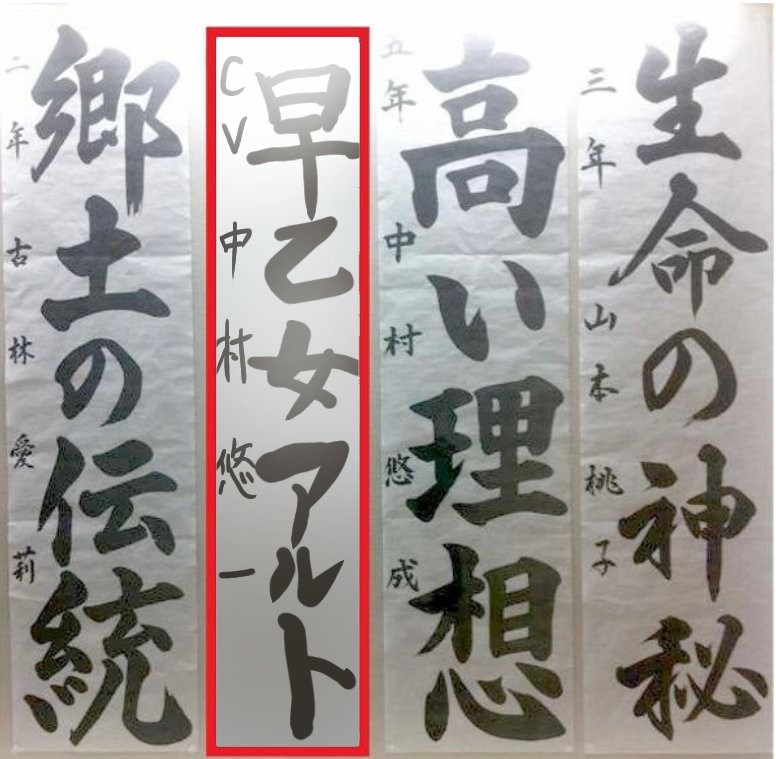 生命の神秘
三年 山本桃子
高い理想
五年 中村悠成
早乙女アルト
CV 中村悠一
郷土の伝統
二年 古林愛莉